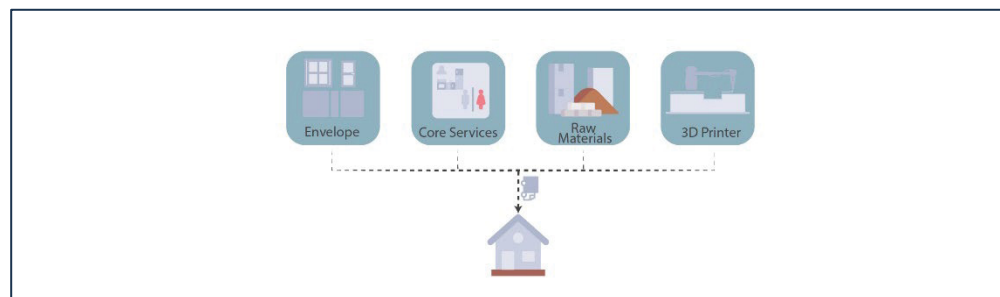 Envelope
Core Services
Raw
Materials
3D Printer